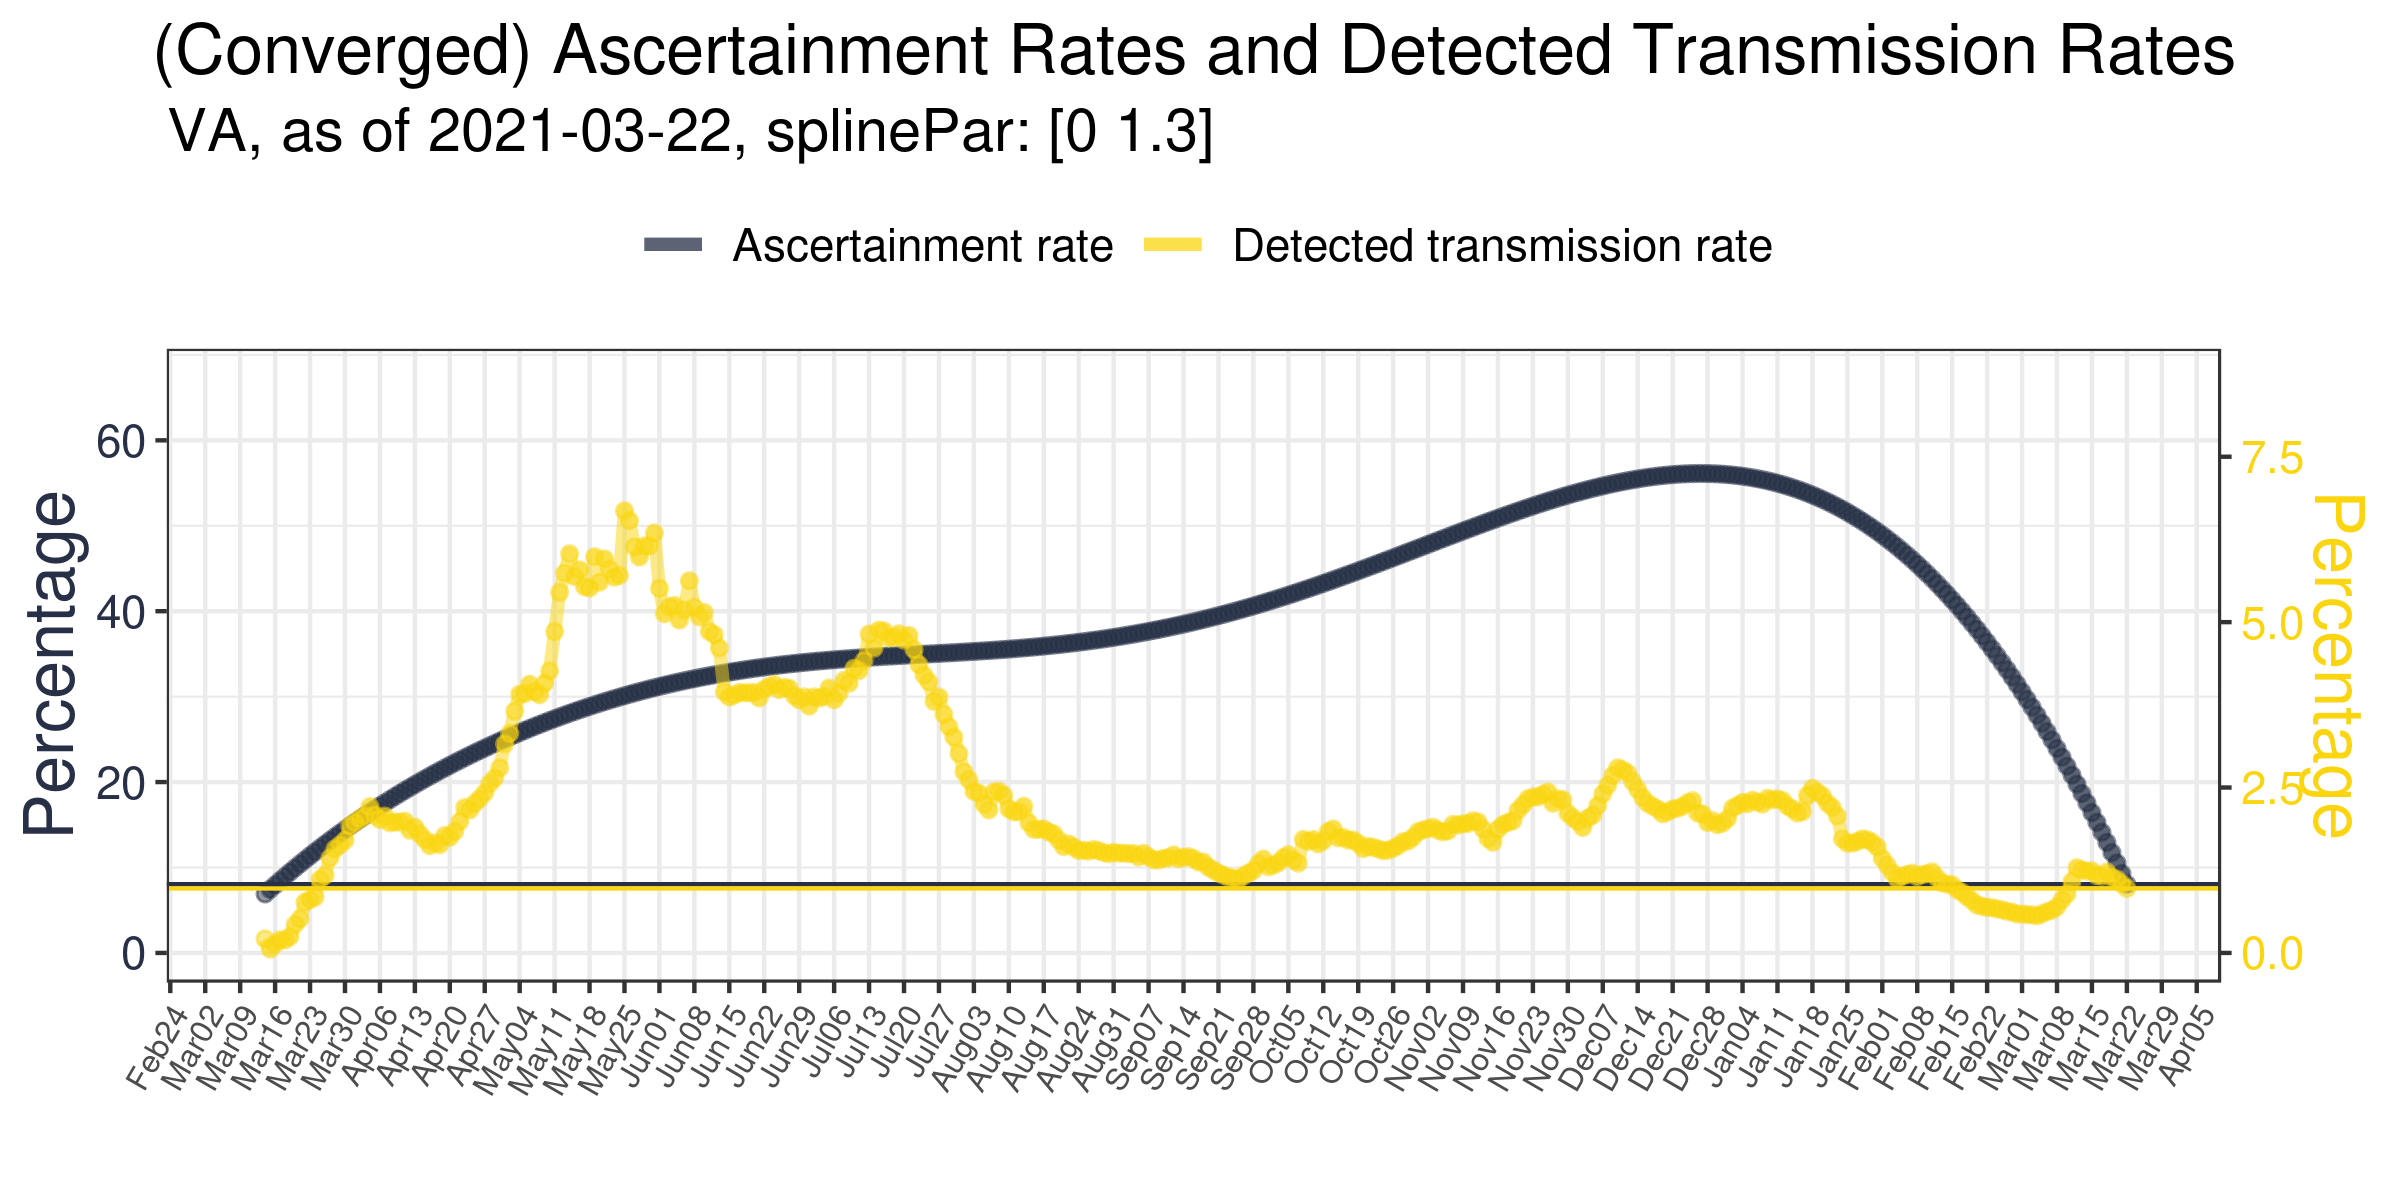 (Converged) Ascertainment Rates and Detected Transmission Rates
VA, as of 2021-03-22, splinePar: [0 1.3]
Ascertainment rate
Detected transmission rate
Percentage
60
40
20
0
7.5
5.0
2.5
0.0
Percentage
Feb24
Mar02
Mar09
Mar16
Mar23
Mar30
Apr06
Apr13
Apr20
Apr27
May04
May11
May18
May25
Jun01
Jun08
Jun15
Jun22
Jun29
Jul06
Jul13
Jul20
Jul27
Aug03
Aug10
Aug17
Aug24
Aug31
Sep07
Sep14
Sep21
Sep28
Oct05
Oct12
Oct19
Oct26
Nov02
Nov09
Nov16
Nov23
Nov30
Dec07
Dec14
Dec21
Dec28
Jan04
Jan11
Jan18
Jan25
Feb01
Feb08
Feb15
Feb22
Mar01
Mar08
Mar15
Mar22
Mar29
Apr05